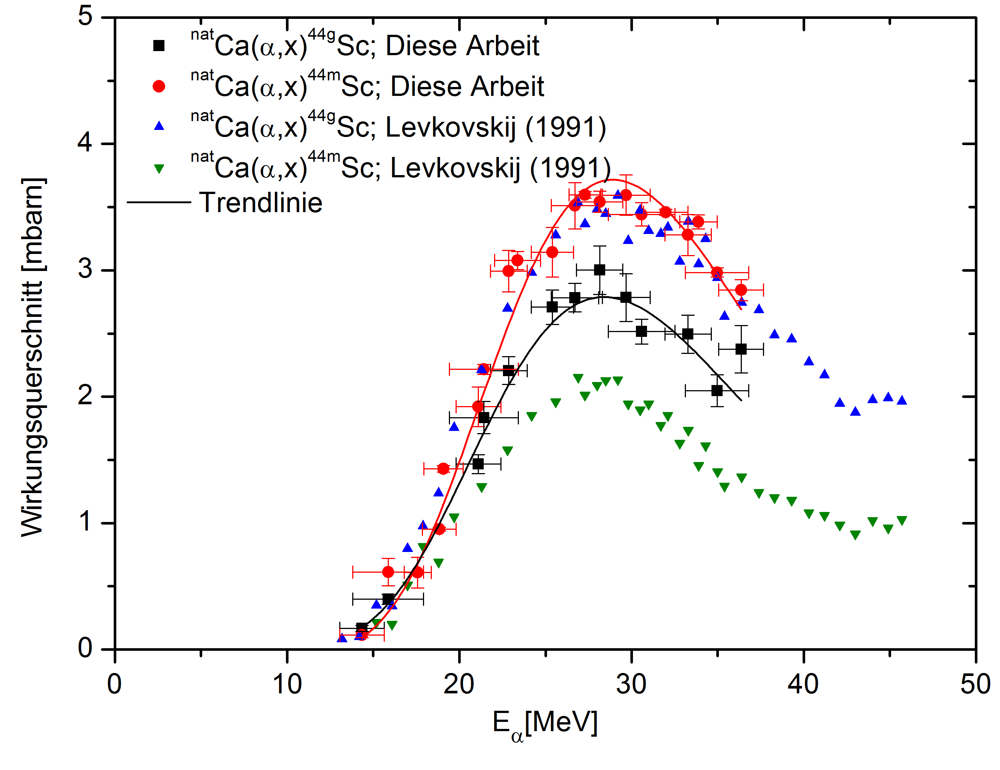 natCa(α,x)44gSc; Diese Arbeit
natCa(α,x)44mSc; Diese Arbeit
natCa(α,x)44gSc; Levkovskij (1991)
natCa(α,x)44mSc; Levkovskij (1991)
Trendlinie
Wirkungsquerschnitt [mbarn]
5
4
3
2
1
0
0 10 20 30 40 50
Eα[MeV]